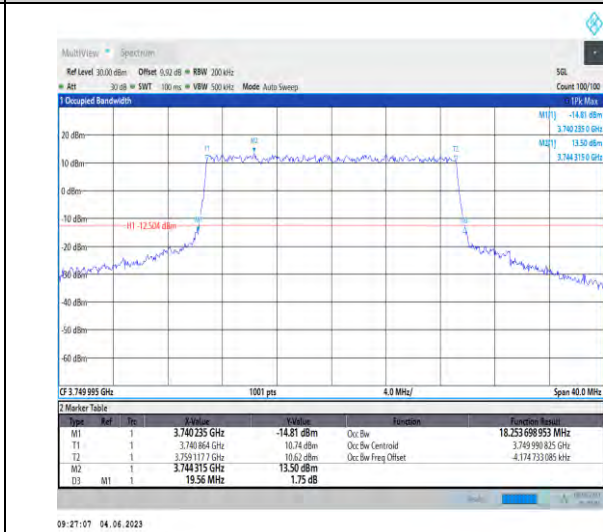 MultiView Spectrum
Ref Level 30.00 dBm Offset 9.92 dB RBW 200 kHz SGL
Att 30 dB SWT 100 ms VBW 500 kHz Mode Auto Sweep Count 100/100
1 Occupied Bandwidth 1Pk Max
M1[1] -14.81 dBm
3.740 235 0 GHz
M2[1] 13.50 dBm
3.744 315 0 GHz
20 dBm
T1 M2 T2
10 dBm
0 dBm
-10 dBm
H1 -12.504 dBm
-20 dBm
-30 dBm
-40 dBm
-50 dBm
-60 dBm
CF 3.749 995 GHz 1001 pts 4.0 MHz/ Span 40.0 MHz
2 Marker Table
Type Ref Trc X-Value Y-Value Function Function Result
M1 1 3.740 235 GHz -14.81 dBm Occ Bw 18.253 698 953 MHz
T1 1 3.740 864 GHz 10.74 dBm Occ Bw Centroid 3.749 990 825 GHz
T2 1 3.759 117 7 GHz 10.62 dBm Occ Bw Freq Offset -4.174 733 085 kHz
M2 1 3.744 315 GHz 13.50 dBm
D3 M1 1 19.56 MHz 1.75 dB
09:27:07 04.06.2023